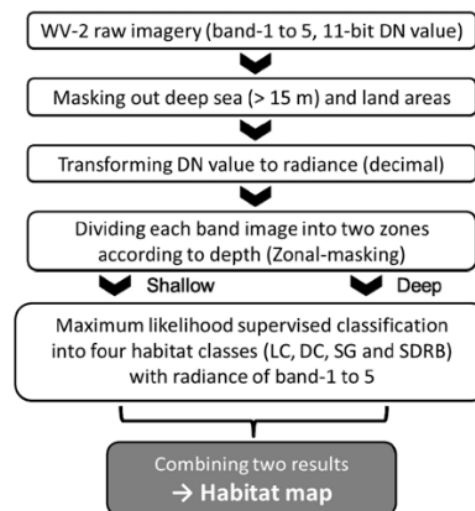 WV-2 raw imagery (band-1 to 5, 11-bit DN value)
Masking out deep sea (> 15 m) and land areas
Transforming DN value to radiance (decimal)
Dividing each band image into two zones
according to depth (Zonal-masking)
Shallow
Deep
Maximum likelihood supervised classification
into four habitat classes (LC, DC, SG and SDRB)
with radiance of band-1 to 5
Combining two results
→ Habitat map